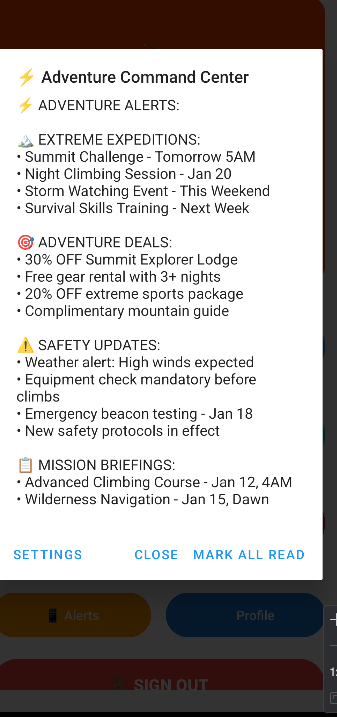 ⚡ Adventure Command Center
⚡ ADVENTURE ALERTS:
🏔️ EXTREME EXPEDITIONS:
• Summit Challenge - Tomorrow 5AM
• Night Climbing Session - Jan 20
• Storm Watching Event - This Weekend
• Survival Skills Training - Next Week
🎯 ADVENTURE DEALS:
• 30% OFF Summit Explorer Lodge
• Free gear rental with 3+ nights
• 20% OFF extreme sports package
• Complimentary mountain guide
⚠️ SAFETY UPDATES:
• Weather alert: High winds expected
• Equipment check mandatory before
climbs
• Emergency beacon testing - Jan 18
• New safety protocols in effect
📋 MISSION BRIEFINGS:
• Advanced Climbing Course - Jan 12, 4AM
• Wilderness Navigation - Jan 15, Dawn
SETTINGS CLOSE MARK ALL READ
📱 Alerts Profile
SIGN OUT